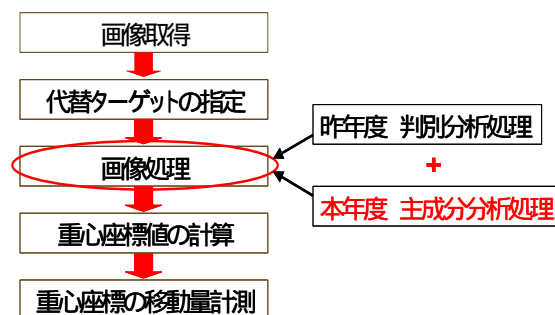 画像取得
代替ターゲットの指定
画像処理
重心座標値の計算
重心座標の移動量計測
昨年度 判別分析処理
+
本年度 主成分分析処理